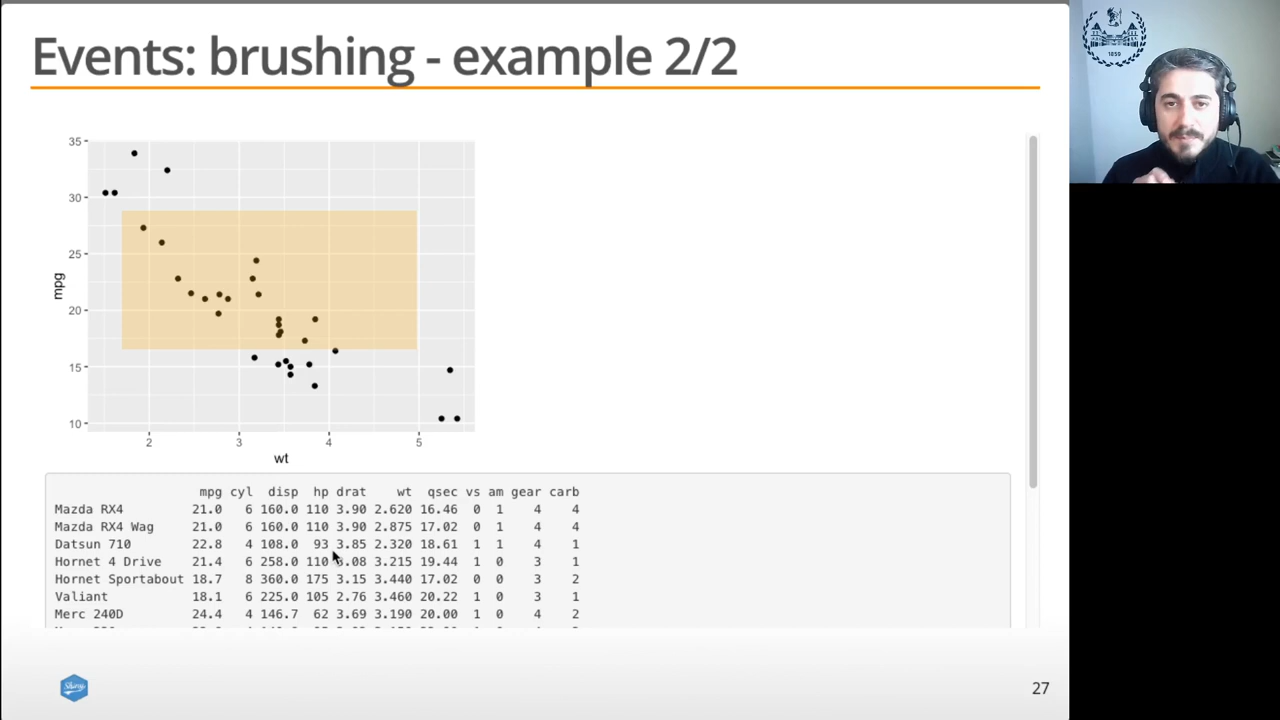 Events: brushing - example 2/2
1859
35
30
25
20
15
10
mpg
2 3 4 5
wt
mpg cyl disp hp drat wt qsec vs am gear carb
Mazda RX4 21.0 6 160.0 110 3.90 2.620 16.46 0 1 4 4
Mazda RX4 Wag 21.0 6 160.0 110 3.90 2.875 17.02 0 1 4 4
Datsun 710 22.8 4 108.0 93 3.85 2.320 18.61 1 1 4 1
Hornet 4 Drive 21.4 6 258.0 110 3.08 3.215 19.44 1 0 3 1
Hornet Sportabout 18.7 8 360.0 175 3.15 3.440 17.02 0 0 3 2
Valiant 18.1 6 225.0 105 2.76 3.460 20.22 1 0 3 1
Merc 240D 24.4 4 146.7 62 3.69 3.190 20.00 1 0 4 2
Shiny
27